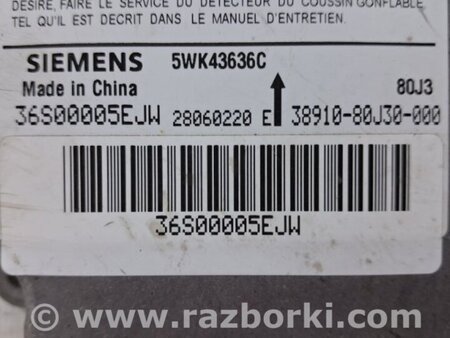 DÉSIRÉ, FAIRE LE SERVICE DU DÉTECTEUR DU COUSSIN GONFLABLE
TEL QU'IL EST DÉCRIT DANS LE MANUEL D'ENTRETIEN.
SIEMENS 5WK43636C
Made in China 80J3
36S00005EJW 28060220 E 38910-80J30-000
36S00005EJW
www.razborki.com